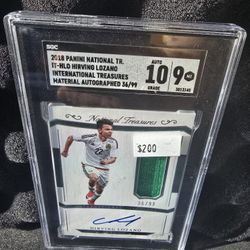 SGC
2018 PANINI NATIONAL TR.
IT-HLO HIRVING LOZANO
INTERNATIONAL TREASURES
MATERIAL AUTOGRAPHED 36/99
AUTO
10
GRADE
9
3013140
National Treasures
$200
36/99
HIRVING LOZANO